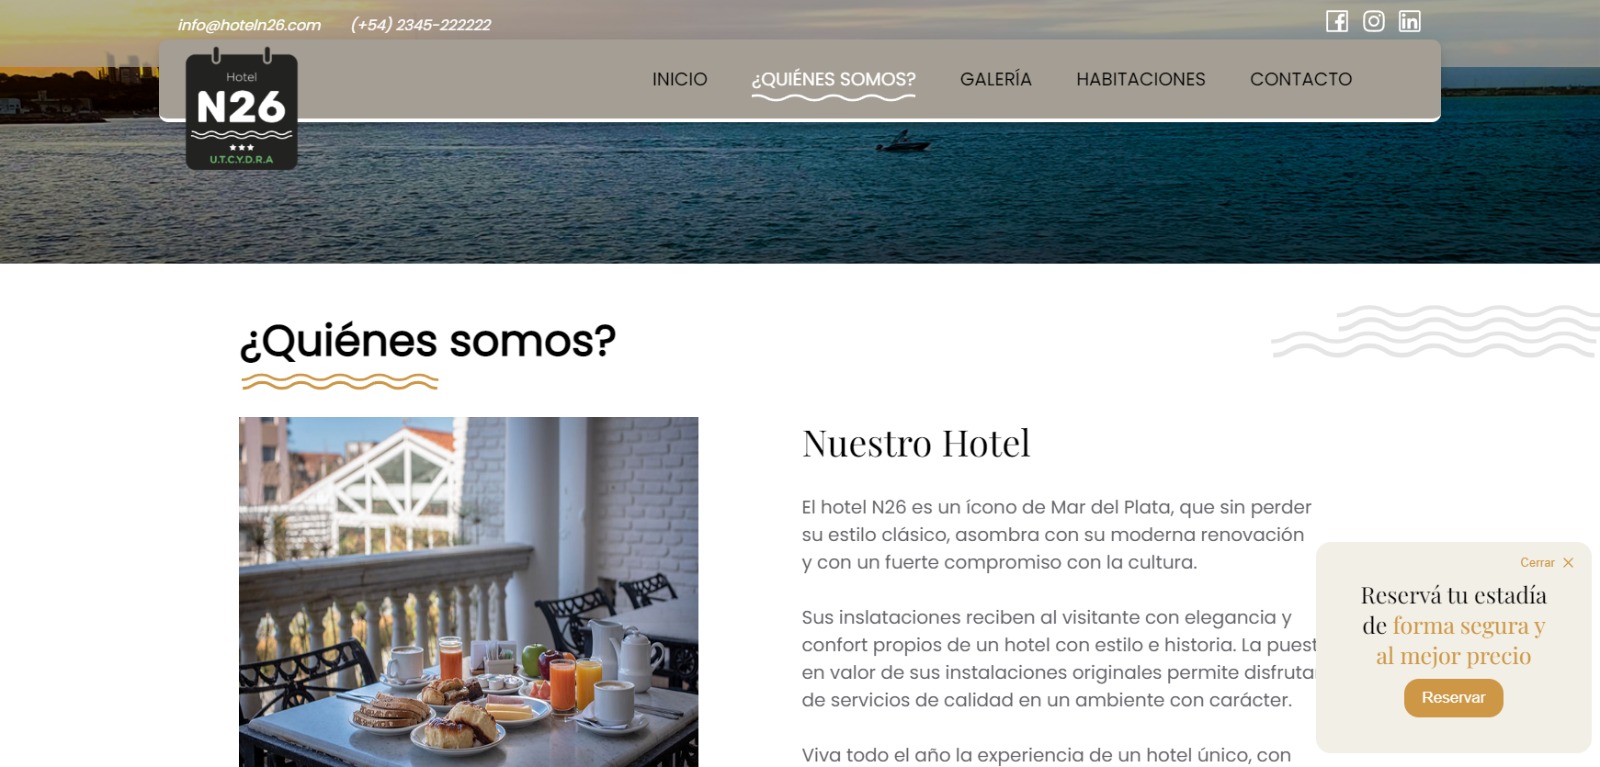 info@hoteln26.com (+54) 2345-222222
Hotel
N26
U.T.C.Y.D.R.A
INICIO ¿QUIÉNES SOMOS? GALERÍA HABITACIONES CONTACTO
¿Quiénes somos?
Nuestro Hotel
El hotel N26 es un ícono de Mar del Plata, que sin perder
su estilo clásico, asombra con su moderna renovación
y con un fuerte compromiso con la cultura.
Sus inslataciones reciben al visitante con elegancia y
confort propios de un hotel con estilo e historia. La puest
en valor de sus instalaciones originales permite disfruta
de servicios de calidad en un ambiente con carácter.
Viva todo el año la experiencia de un hotel único, con
Cerrar
Reservá tu estadía
de forma segura y
al mejor precio
Reservar